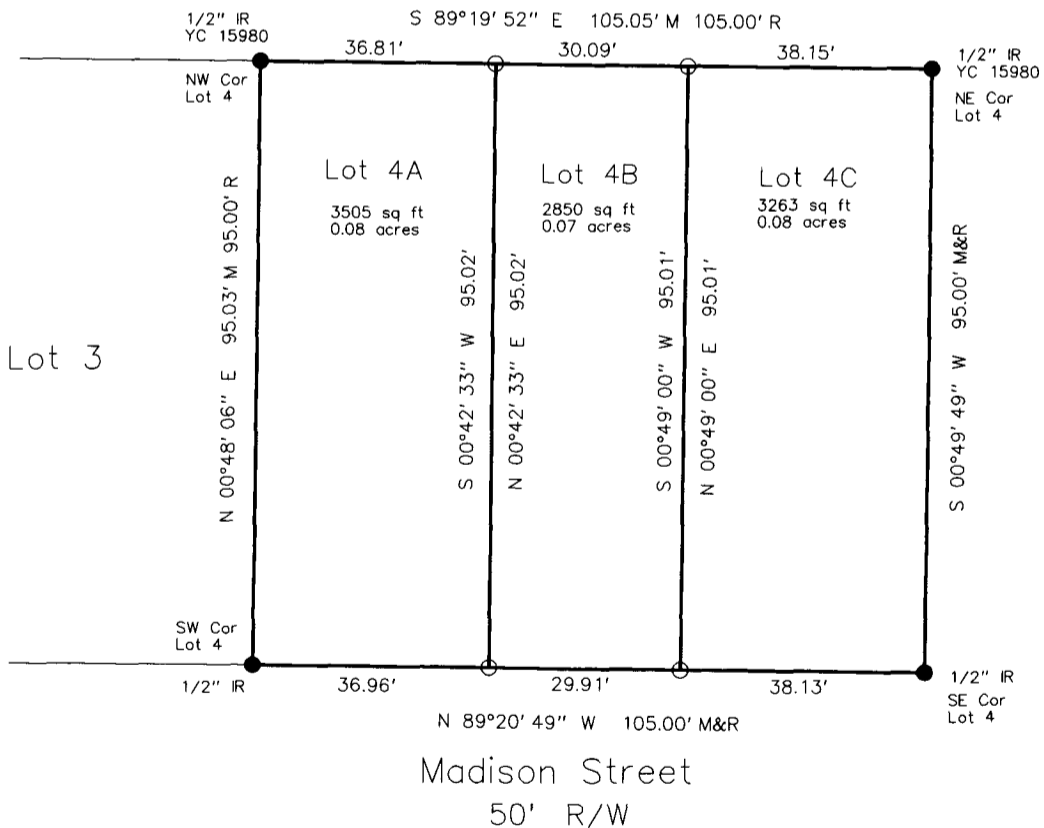 S 89°19'52" E 105.05' M 105.00' R
1/2" IR
YC 15980
36.81'
30.09'
38.15'
1/2" IR
YC 15980
NW Cor
Lot 4
NE Cor
Lot 4
Lot 4A
3505 sq ft
0.08 acres
Lot 4B
2850 sq ft
0.07 acres
Lot 4C
3263 sq ft
0.08 acres
Lot 3
N 00°48'06" E 95.03' M 95.00' R
S 00°42'33" W 95.02'
N 00°42'33" E 95.02'
S 00°49'00" W 95.01'
N 00°49'00" E 95.01'
S 00°49'49" W 95.00' M&R
SW Cor
Lot 4
1/2" IR
36.96'
29.91'
38.13'
1/2" IR
SE Cor
Lot 4
N 89°20'49" W 105.00' M&R
Madison Street
50' R/W